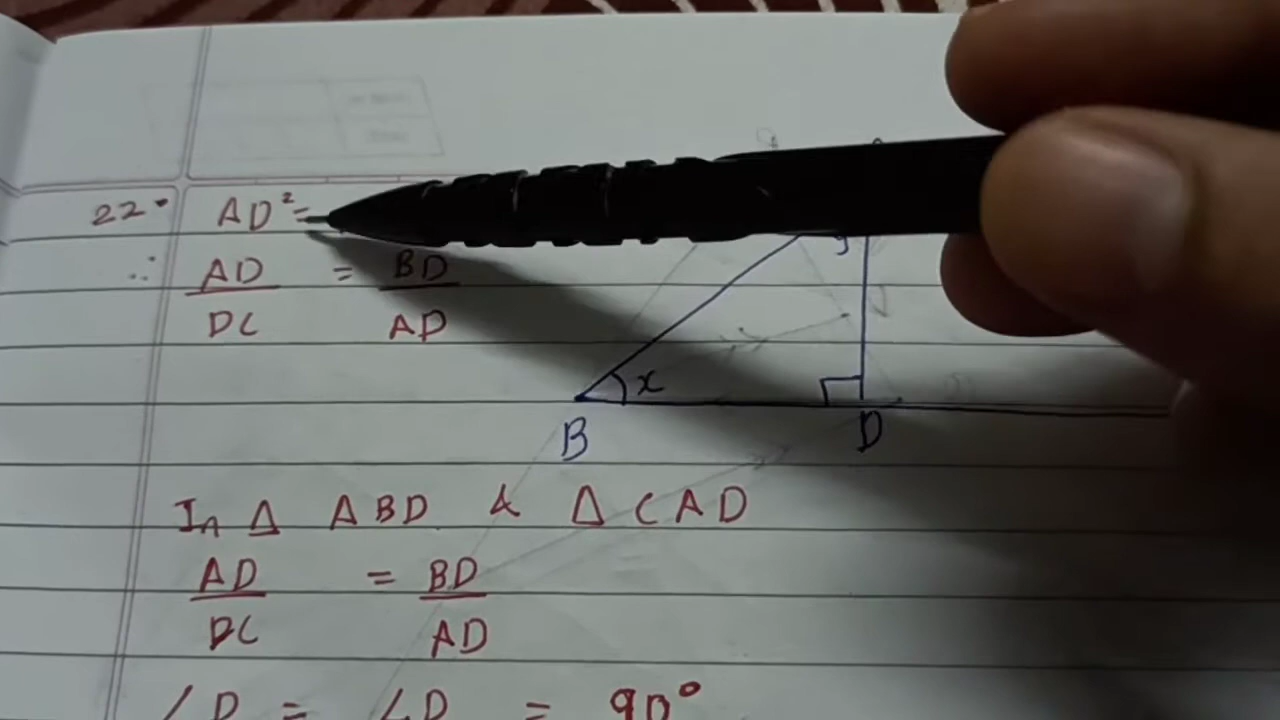 22. AD² =
∴ AD/DC = BD/AD
y
x
B D
In Δ ABD & Δ CAD
AD/DC = BD/AD
∠D = ∠D = 90°